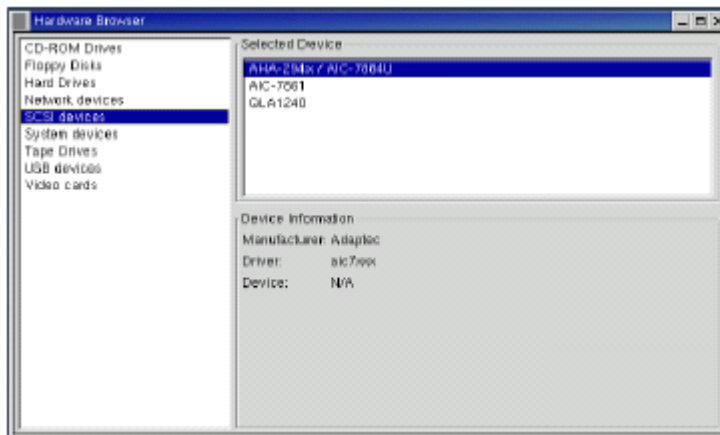 Hardware Browser
CD-ROM Drives
Floppy Disks
Hard Drives
Network devices
SCSI devices
System devices
Tape Drives
USB devices
Video cards
Selected Device
AHA-294x / AIC-7884U
AIC-7861
QLA1240
Device Information
Manufacturer: Adaptec
Driver: aic7xxx
Device: N/A